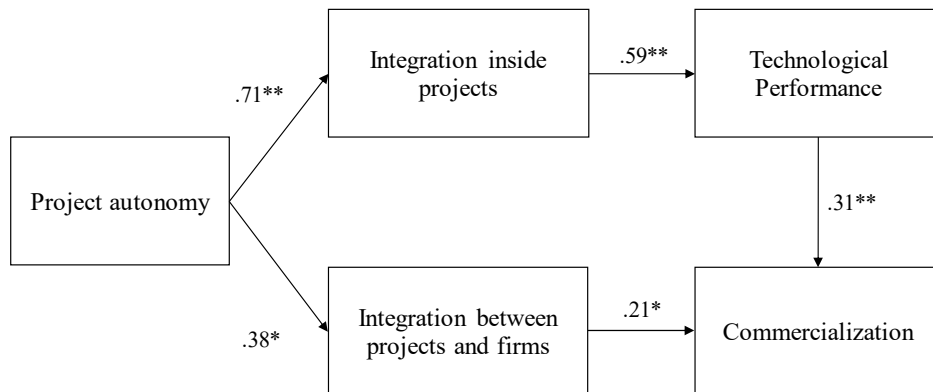 Integration inside
projects
.59**
Technological
Performance
.71**
Project autonomy
.31**
.38*
Integration between
projects and firms
.21*
Commercialization